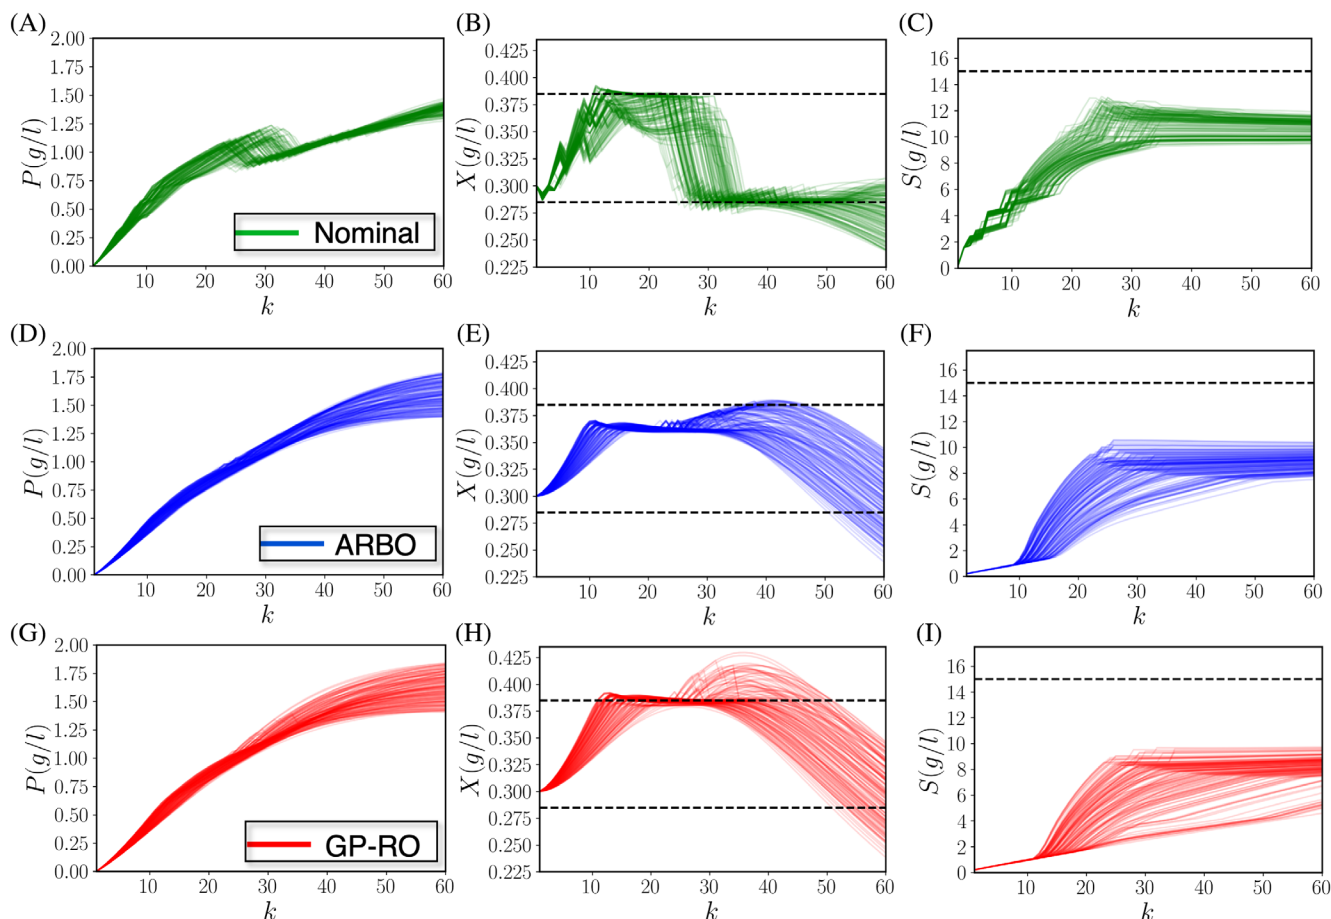 (A)
P(g/l)
2.00
1.75
1.50
1.25
1.00
0.75
0.50
0.25
0.00
10 20 30 40 50 60
k
Nominal
(B)
X(g/l)
0.425
0.400
0.375
0.350
0.325
0.300
0.275
0.250
0.225
10 20 30 40 50 60
k
(C)
S(g/l)
16
14
12
10
8
6
4
2
0
10 20 30 40 50 60
k
(D)
P(g/l)
2.00
1.75
1.50
1.25
1.00
0.75
0.50
0.25
0.00
10 20 30 40 50 60
k
ARBO
(E)
X(g/l)
0.425
0.400
0.375
0.350
0.325
0.300
0.275
0.250
0.225
10 20 30 40 50 60
k
(F)
S(g/l)
16
14
12
10
8
6
4
2
0
10 20 30 40 50 60
k
(G)
P(g/l)
2.00
1.75
1.50
1.25
1.00
0.75
0.50
0.25
0.00
10 20 30 40 50 60
k
GP-RO
(H)
X(g/l)
0.425
0.400
0.375
0.350
0.325
0.300
0.275
0.250
0.225
10 20 30 40 50 60
k
(I)
S(g/l)
16
14
12
10
8
6
4
2
0
10 20 30 40 50 60
k